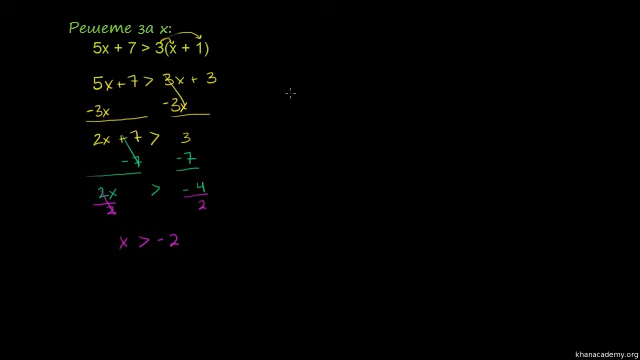 Решете за x:
5x + 7 > 3(x + 1)
5x + 7 > 3x + 3
-3x -3x
2x + 7 > 3
-7 -7
2x > -4
2 2
x > -2
khanacademy.org